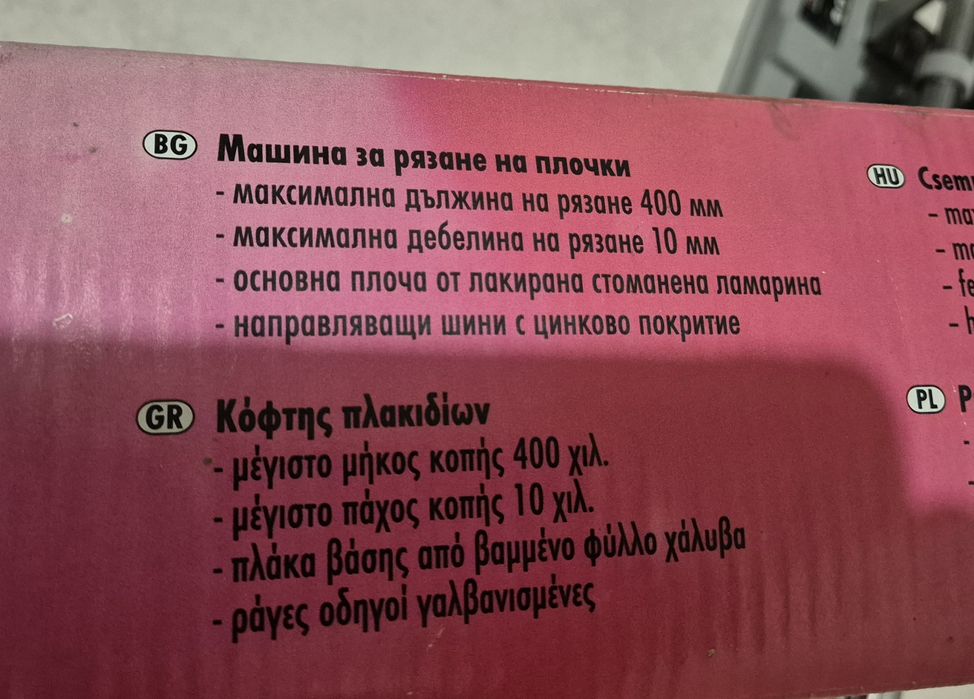 BG Машина за рязане на плочки
- максимална дължина на рязане 400 мм
- максимална дебелина на рязане 10 мм
- основна плоча от лакирана стоманена ламарина
- направляващи шини с цинково покритие
GR Κόφτης πλακιδίων
- μέγιστο μήκος κοπής 400 χιλ.
- μέγιστο πάχος κοπής 10 χιλ.
- πλάκα βάσης από βαμμένο φύλλο χάλυβα
- ράγες οδηγοί γαλβανισμένες
HU
PL